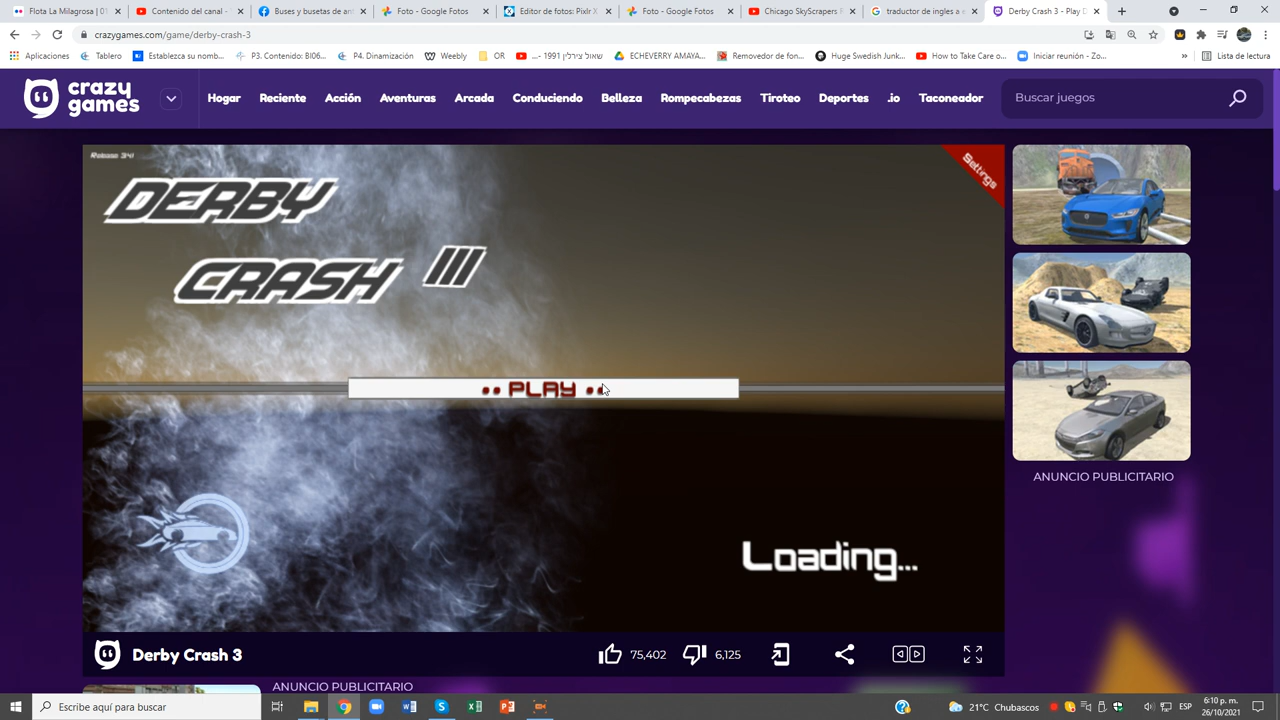 Flota La Milagrosa | 01
Contenido del canal -
Buses y busetas de an
Foto - Google Fotos
Editor de fotos: Pixlr X
Foto - Google Fotos
Chicago SkyScrapers
traductor de ingles a
Derby Crash 3 - Play D
crazygames.com/game/derby-crash-3
Aplicaciones
Tablero
Establezca su nomb...
P3. Contenido: BI06...
P4. Dinamización
Weebly
OR
שאול צירלין 1991 -...
ECHEVERRY AMAYA...
Removedor de fon...
Huge Swedish Junk...
How to Take Care o...
Iniciar reunión - Zo...
»
Lista de lectura
crazy games
Hogar
Reciente
Acción
Aventuras
Arcada
Conduciendo
Belleza
Rompecabezas
Tiroteo
Deportes
.io
Taconeador
Buscar juegos
Settings
DERBY
CRASH III
•• PLAY ••
Loading...
ANUNCIO PUBLICITARIO
Derby Crash 3
75,402
6,125
ANUNCIO PUBLICITARIO
Escribe aquí para buscar
21°C Chubascos
ESP
6:10 p. m.
26/10/2021